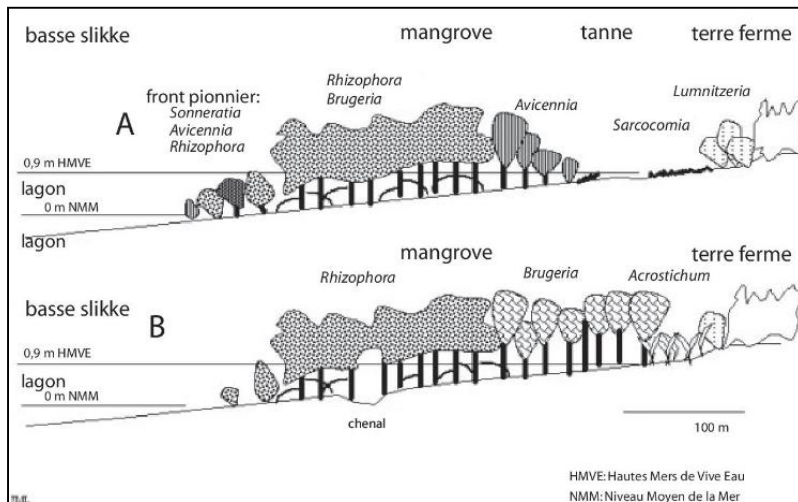 basse slikke mangrove tanne terre ferme
Rhizophora
Brugeria
Lumnitzeria
front pionnier:
Sonneratia
Avicennia
Rhizophora
Avicennia
Sarcocomia
A
0,9 m HMVE
lagon
0 m NMM
lagon
mangrove terre ferme
Rhizophora Brugeria Acrostichum
basse slikke
B
0,9 m HMVE
lagon
0 m NMM
chenal
100 m
HMVE: Hautes Mers de Vive Eau
NMM: Niveau Moyen de la Mer